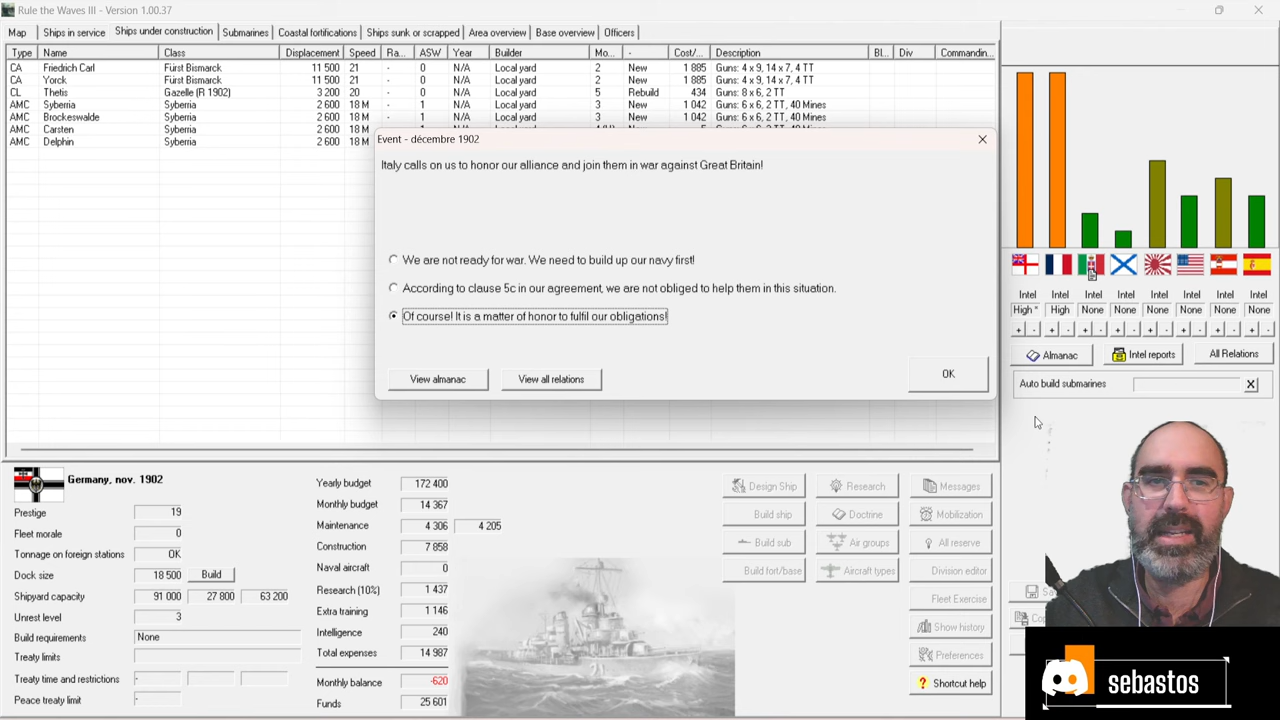 Rule the Waves III - Version 1.00.37
Map Ships in service Ships under construction Submarines Coastal fortifications Ships sunk or scrapped Area overview Base overview Officers
Type Name Class Displacement Speed Ra... ASW Year Builder Mo... - Cost/... Description Bl... Div Commandin...
CA Friedrich Carl Fürst Bismarck 11 500 21 - 0 N/A Local yard 2 New 1 885 Guns: 4 x 9, 14 x 7, 4 TT
CA Yorck Fürst Bismarck 11 500 21 - 0 N/A Local yard 2 New 1 885 Guns: 4 x 9, 14 x 7, 4 TT
CL Thetis Gazelle (R 1902) 3 200 20 - 0 N/A Local yard 5 Rebuild 434 Guns: 8 x 6, 2 TT
AMC Syberia Syberia 2 600 18 M - 1 N/A Local yard 3 New 1 042 Guns: 6 x 6, 2 TT, 40 Mines
AMC Brockeswalde Syberia 2 600 18 M - 1 N/A Local yard 3 New 1 042 Guns: 6 x 6, 2 TT, 40 Mines
AMC Carsten Syberia 2 600 18 M
AMC Delphin Syberia 2 600 18 M
Event - décembre 1902
Italy calls on us to honor our alliance and join them in war against Great Britain!
We are not ready for war. We need to build up our navy first!
According to clause 5c in our agreement, we are not obliged to help them in this situation.
Of course! It is a matter of honor to fulfil our obligations!
View almanac View all relations OK
Intel Intel Intel Intel Intel Intel Intel Intel
High * High None None None None None None
+ - + - + - + - + - + - + - + -
Almanac Intel reports All Relations
Auto build submarines X
Germany, nov. 1902
Prestige 19
Fleet morale 0
Tonnage on foreign stations OK
Dock size 18 500 Build
Shipyard capacity 91 000 27 800 63 200
Unrest level 3
Build requirements None
Treaty limits
Treaty time and restrictions - 
Peace treaty limit -
Yearly budget 172 400
Monthly budget 14 367
Maintenance 4 306 4 205
Construction 7 858
Naval aircraft 0
Research (10%) 1 437
Extra training 1 146
Intelligence 240
Total expenses 14 987
Monthly balance -620
Funds 25 601
Design Ship Research Messages
Build ship Doctrine Mobilization
Build sub Air groups All reserve
Build fort/base Aircraft types Division editor
Fleet Exercise
Show history
Preferences
? Shortcut help
sebastos